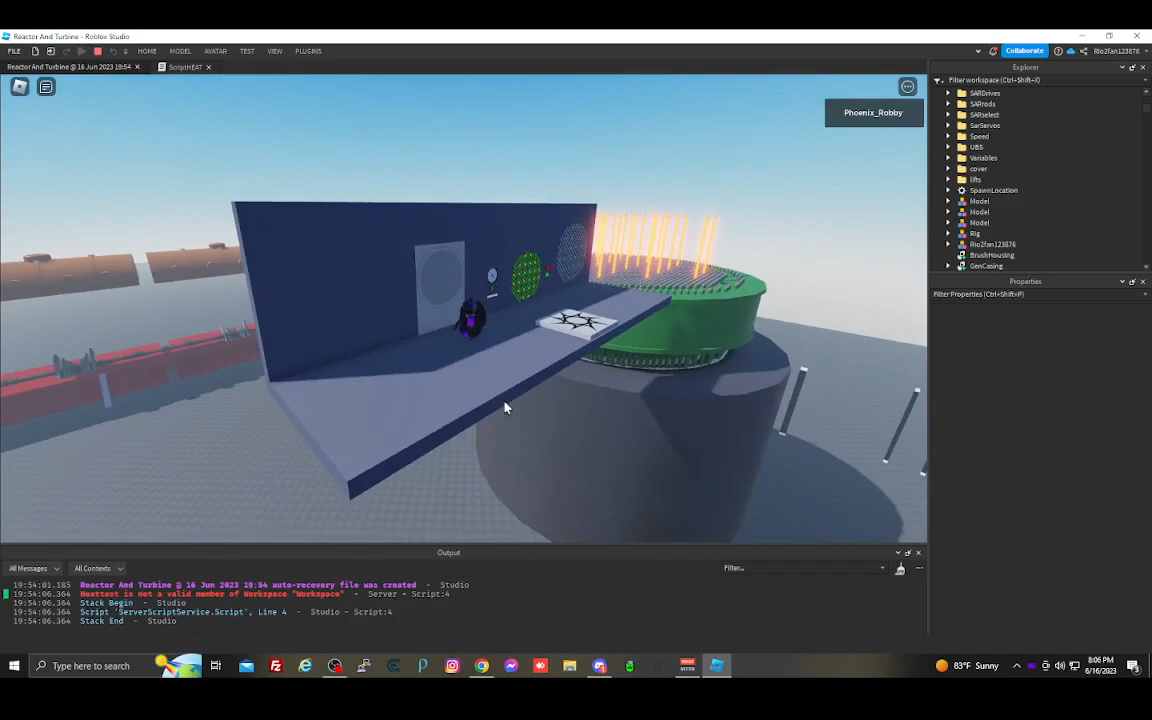 Reactor And Turbine - Roblox Studio
FILE HOME MODEL AVATAR TEST VIEW PLUGINS Collaborate Rio2fan123876
Reactor And Turbine @ 16 Jun 2023 19:54 × ScriptHEAT ×
Explorer
Filter workspace (Ctrl+Shift+X)
SARDrives
SARrods
SARselect
SarServos
Speed
UBS
Variables
cover
lifts
SpawnLocation
Model
Model
Model
Rig
Rio2fan123876
BrushHousing
GenCasing
Properties
Filter Properties (Ctrl+Shift+P)
Phoenix_Robby
Output
All Messages All Contexts Filter...
19:54:01.185 Reactor And Turbine @ 16 Jun 2023 19:54 auto-recovery file was created - Studio
19:54:06.364 Heattest is not a valid member of Workspace "Workspace" - Server - Script:4
19:54:06.364 Stack Begin - Studio
19:54:06.364 Script 'ServerScriptService.Script', Line 4 - Studio - Script:4
19:54:06.364 Stack End - Studio
Type here to search
83°F Sunny
8:06 PM
6/16/2023